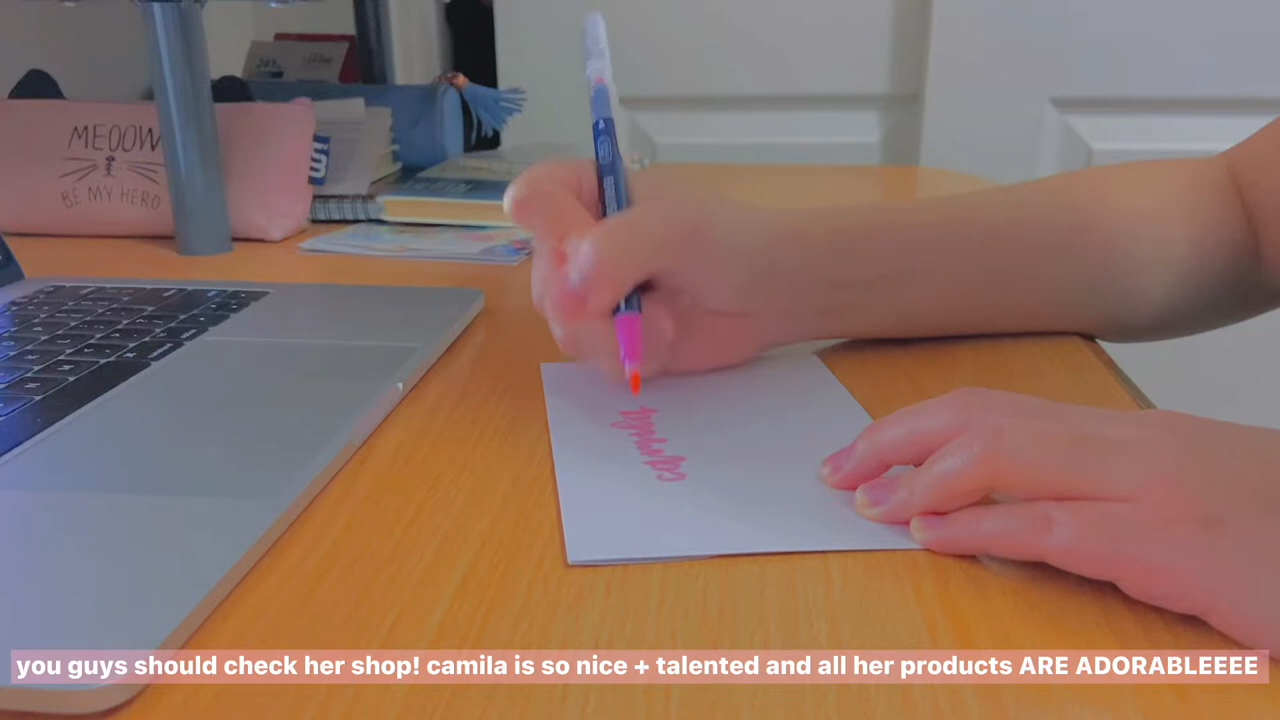 MEOOW
BE MY HERO
camila
you guys should check her shop! camila is so nice + talented and all her products ARE ADORABLEEEE